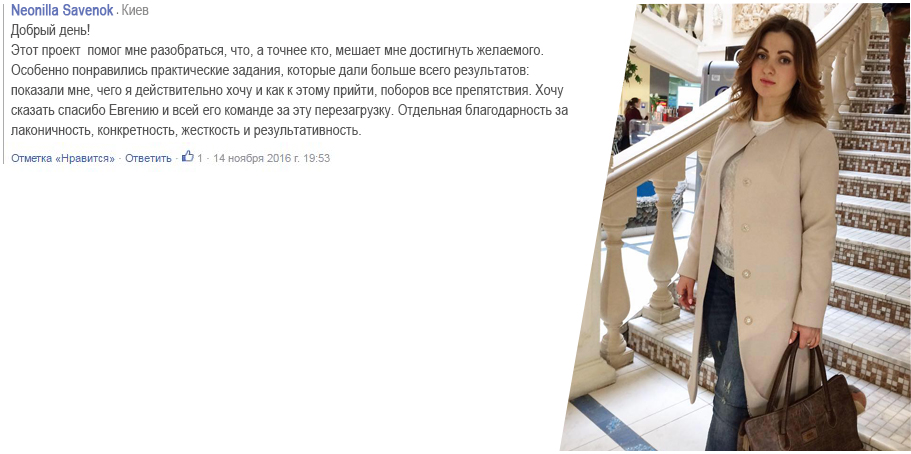 Neonilla Savenok · Киев
Добрый день!
Этот проект помог мне разобраться, что, а точнее кто, мешает мне достигнуть желаемого.
Особенно понравились практические задания, которые дали больше всего результатов:
показали мне, чего я действительно хочу и как к этому прийти, поборов все препятствия. Хочу
сказать спасибо Евгению и всей его команде за эту перезагрузку. Отдельная благодарность за
лаконичность, конкретность, жесткость и результативность.
Отметка «Нравится» · Ответить · 1 · 14 ноября 2016 г. 19:53